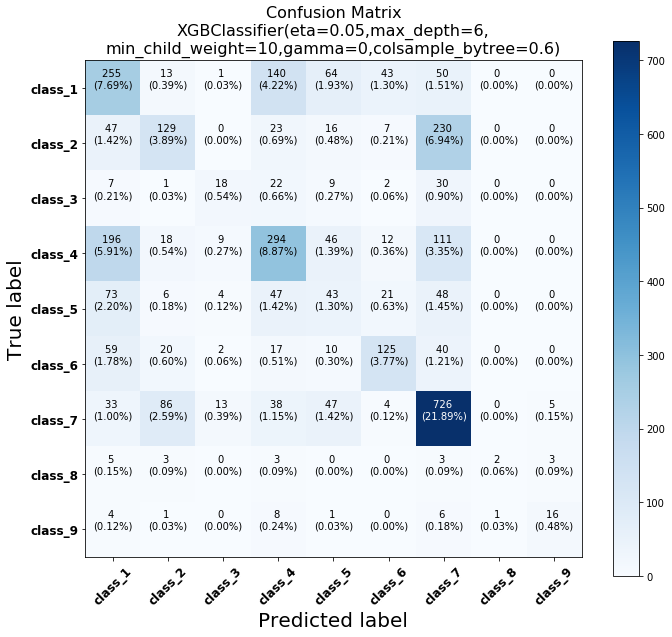 Confusion Matrix
XGBClassifier(eta=0.05,max_depth=6,
min_child_weight=10,gamma=0,colsample_bytree=0.6)
True label
class_1 255 13 1 140 64 43 50 0 0
(7.69%) (0.39%) (0.03%) (4.22%) (1.93%) (1.30%) (1.51%) (0.00%) (0.00%)
class_2 47 129 0 23 16 7 230 0 0
(1.42%) (3.89%) (0.00%) (0.69%) (0.48%) (0.21%) (6.94%) (0.00%) (0.00%)
class_3 7 1 18 22 9 2 30 0 0
(0.21%) (0.03%) (0.54%) (0.66%) (0.27%) (0.06%) (0.90%) (0.00%) (0.00%)
class_4 196 18 9 294 46 12 111 0 0
(5.91%) (0.54%) (0.27%) (8.87%) (1.39%) (0.36%) (3.35%) (0.00%) (0.00%)
class_5 73 6 4 47 43 21 48 0 0
(2.20%) (0.18%) (0.12%) (1.42%) (1.30%) (0.63%) (1.45%) (0.00%) (0.00%)
class_6 59 20 2 17 10 125 40 0 0
(1.78%) (0.60%) (0.06%) (0.51%) (0.30%) (3.77%) (1.21%) (0.00%) (0.00%)
class_7 33 86 13 38 47 4 726 0 5
(1.00%) (2.59%) (0.39%) (1.15%) (1.42%) (0.12%) (21.89%) (0.00%) (0.15%)
class_8 5 3 0 3 0 0 3 2 3
(0.15%) (0.09%) (0.00%) (0.09%) (0.00%) (0.00%) (0.09%) (0.06%) (0.09%)
class_9 4 1 0 8 1 0 6 1 16
(0.12%) (0.03%) (0.00%) (0.24%) (0.03%) (0.00%) (0.18%) (0.03%) (0.48%)
class_1 class_2 class_3 class_4 class_5 class_6 class_7 class_8 class_9
Predicted label
700
600
500
400
300
200
100
0